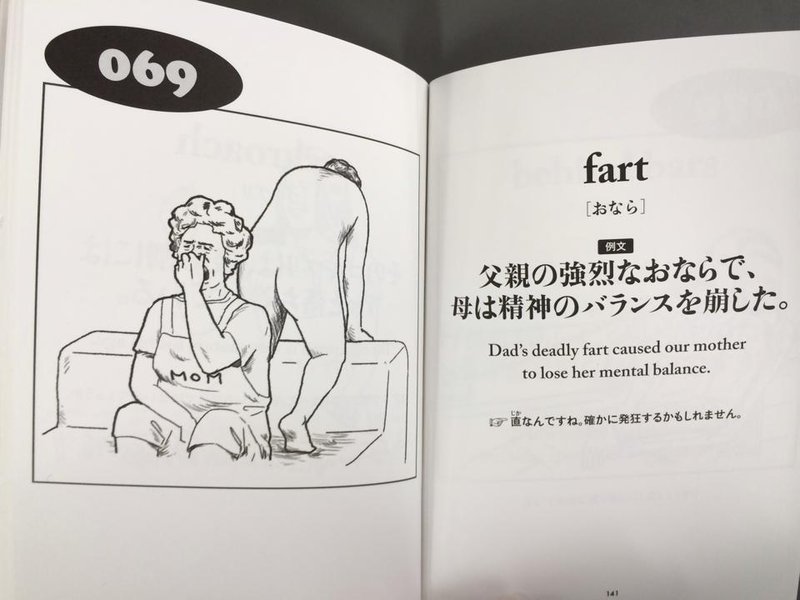 069
MOM
fart
[おなら]
例文
父親の強烈なおならで、
母は精神のバランスを崩した。
Dad's deadly fart caused our mother
to lose her mental balance.
じか
☞ 直なんですね。確かに発狂するかもしれません。
141